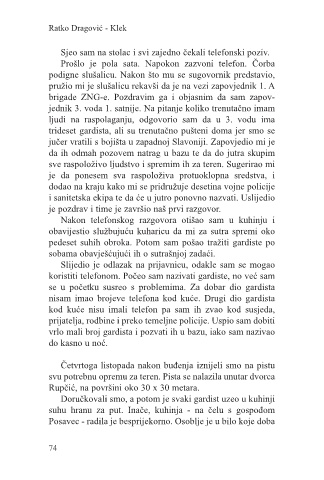 Ratko Dragović - Klek
Sjeo sam na stolac i svi zajedno čekali telefonski poziv.
Prošlo je pola sata. Napokon zazvoni telefon. Čorba
podigne slušalicu. Nakon što mu se sugovornik predstavio,
pružio mi je slušalicu rekavši da je na vezi zapovjednik 1. A
brigade ZNG-e. Pozdravim ga i objasnim da sam zapov-
jednik 3. voda 1. satnije. Na pitanje koliko trenutačno imam
ljudi na raspolaganju, odgovorio sam da u 3. vodu ima
trideset gardista, ali su trenutačno pušteni doma jer smo se
jučer vratili s bojišta u zapadnoj Slavoniji. Zapovjedio mi je
da ih odmah pozovem natrag u bazu te da do jutra skupim
sve raspoloživo ljudstvo i spremim ih za teren. Sugerirao mi
je da ponesem sva raspoloživa protuoklopna sredstva, i
dodao na kraju kako mi se pridružuje desetina vojne policije
i sanitetska ekipa te da će u jutro ponovno nazvati. Uslijedio
je pozdrav i time je završio naš prvi razgovor.
Nakon telefonskog razgovora otišao sam u kuhinju i
obavijestio službujuću kuharicu da mi za sutra spremi oko
pedeset suhih obroka. Potom sam pošao tražiti gardiste po
sobama obavješćujući ih o sutrašnjoj zadaći.
Slijedio je odlazak na prijavnicu, odakle sam se mogao
koristiti telefonom. Počeo sam nazivati gardiste, no već sam
se u početku susreo s problemima. Za dobar dio gardista
nisam imao brojeve telefona kod kuće. Drugi dio gardista
kod kuće nisu imali telefon pa sam ih zvao kod susjeda,
prijatelja, rodbine i preko temeljne policije. Uspio sam dobiti
vrlo mali broj gardista i pozvati ih u bazu, iako sam nazivao
do kasno u noć.
Četvrtoga listopada nakon buđenja iznijeli smo na pistu
svu potrebnu opremu za teren. Pista se nalazila unutar dvorca
Rupčić, na površini oko 30 x 30 metara.
Doručkovali smo, a potom je svaki gardist uzeo u kuhinji
suhu hranu za put. Inače, kuhinja - na čelu s gospođom
Posavec - radila je besprijekorno. Osoblje je u bilo koje doba
74